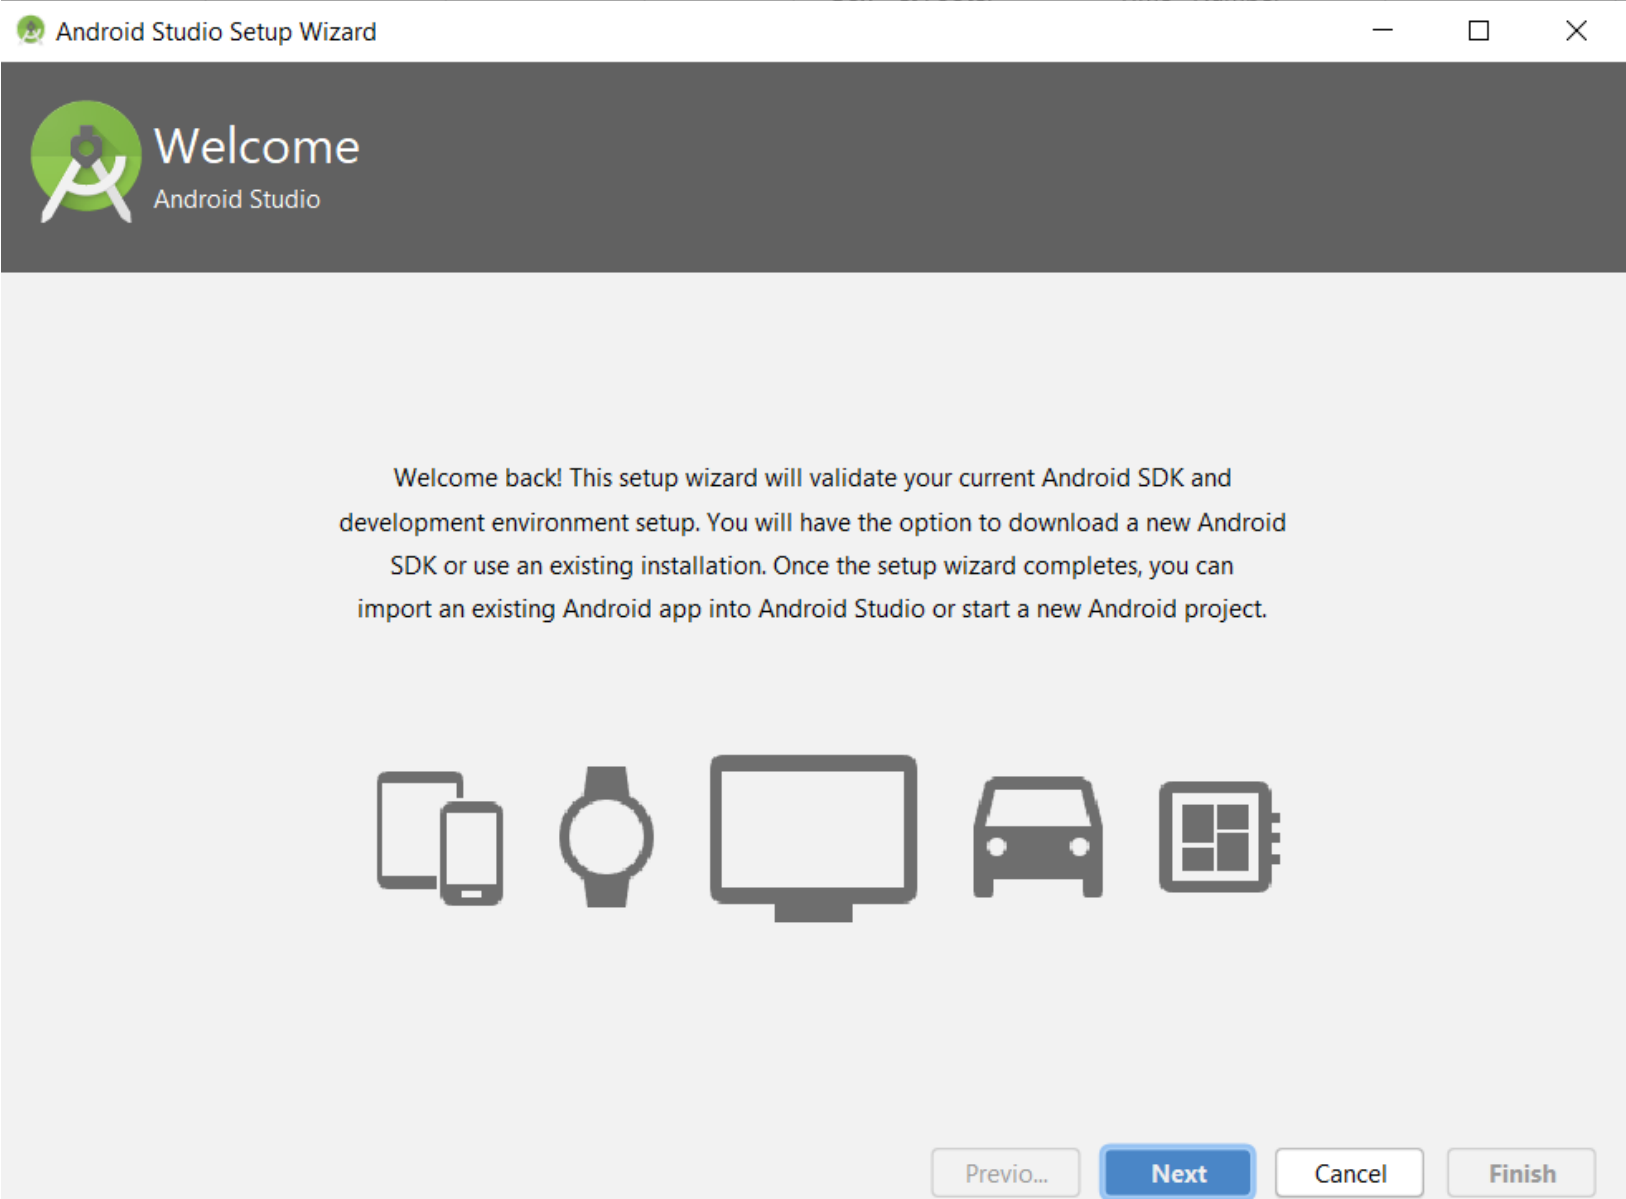 Android Studio Setup Wizard
Welcome
Android Studio
Welcome back! This setup wizard will validate your current Android SDK and
development environment setup. You will have the option to download a new Android
SDK or use an existing installation. Once the setup wizard completes, you can
import an existing Android app into Android Studio or start a new Android project.
Previo... Next Cancel Finish